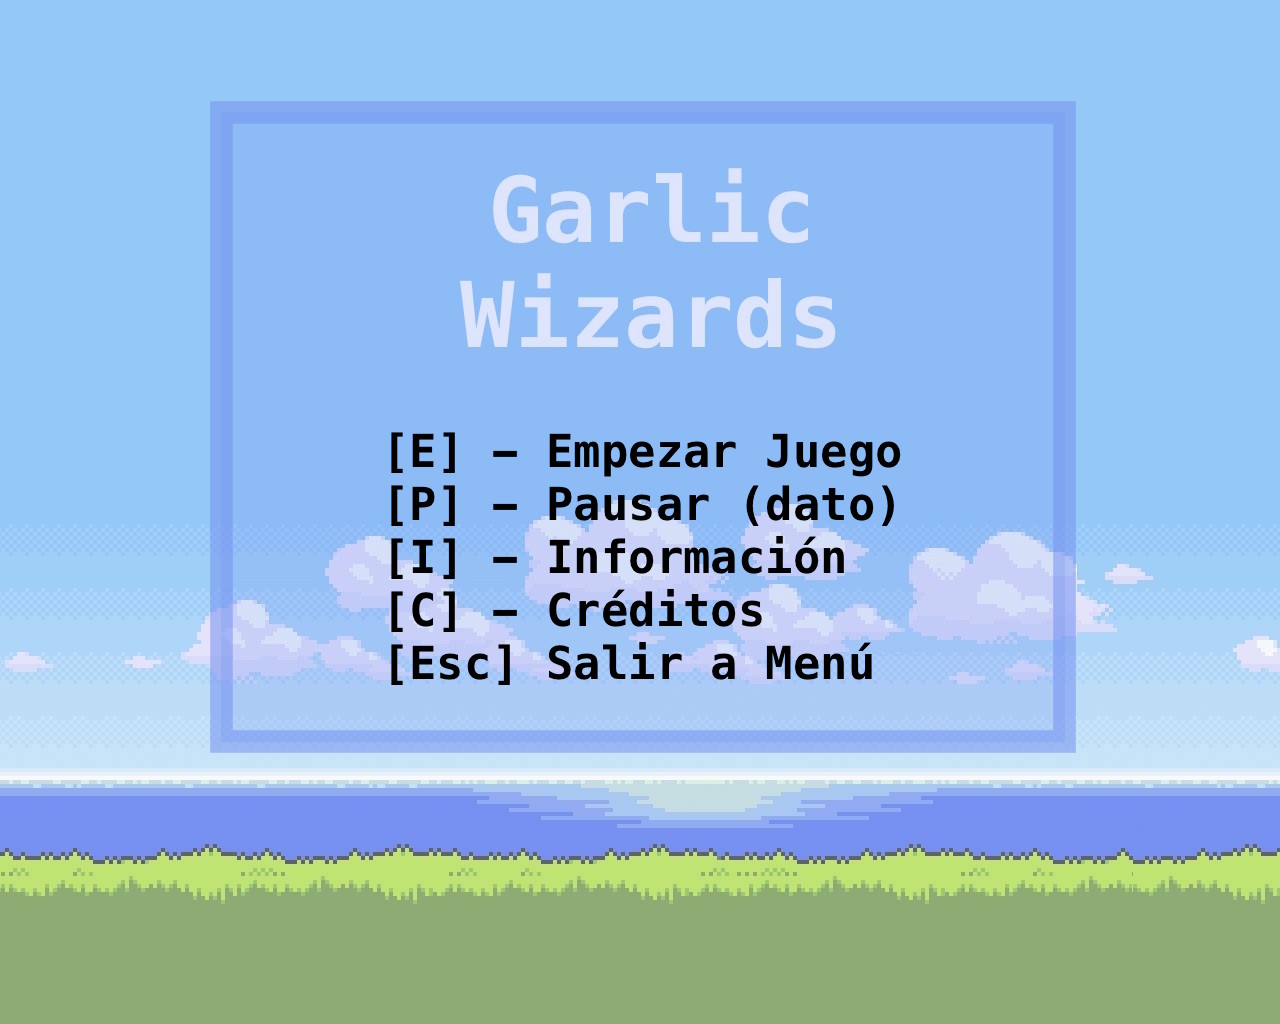 Garlic
Wizards
[E] – Empezar Juego
[P] – Pausar (dato)
[I] – Información
[C] – Créditos
[Esc] Salir a Menú